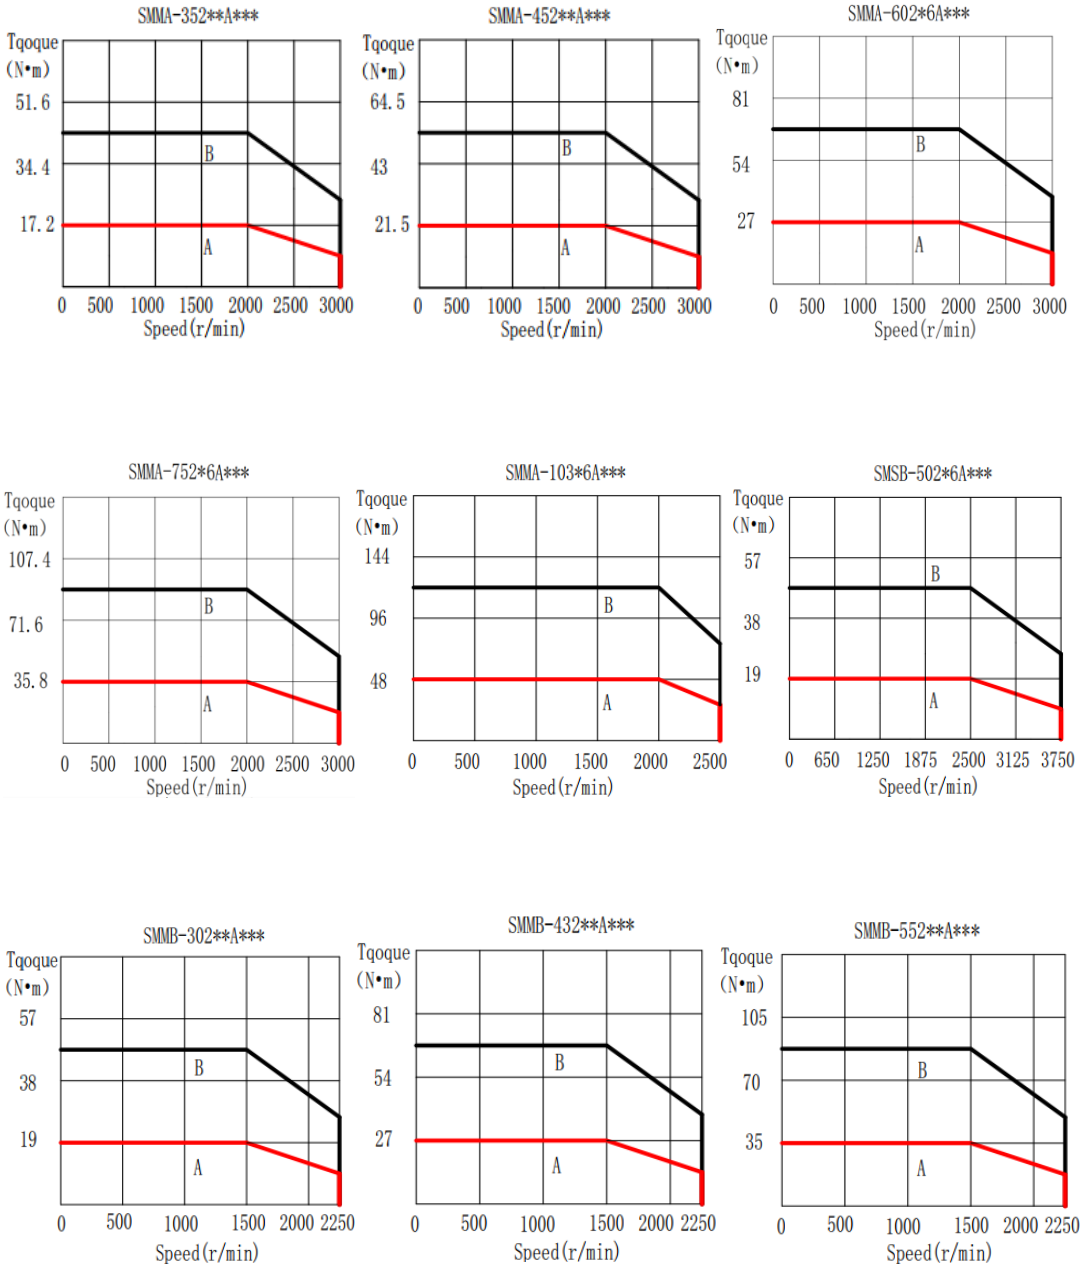 SMMA-352**A***
Tqoque
(N•m)
51.6
34.4
17.2
B
A
0 500 1000 1500 2000 2500 3000
Speed(r/min)
SMMA-452**A***
Tqoque
(N•m)
64.5
43
21.5
B
A
0 500 1000 1500 2000 2500 3000
Speed(r/min)
SMMA-602*6A***
Tqoque
(N•m)
81
54
27
B
A
0 500 1000 1500 2000 2500 3000
Speed(r/min)
SMMA-752*6A***
Tqoque
(N•m)
107.4
71.6
35.8
B
A
0 500 1000 1500 2000 2500 3000
Speed(r/min)
SMMA-103*6A***
Tqoque
(N•m)
144
96
48
B
A
0 500 1000 1500 2000 2500
Speed(r/min)
SMSB-502*6A***
Tqoque
(N•m)
57
38
19
B
A
0 650 1250 1875 2500 3125 3750
Speed(r/min)
SMMB-302**A***
Tqoque
(N•m)
57
38
19
B
A
0 500 1000 1500 2000 2250
Speed(r/min)
SMMB-432**A***
Tqoque
(N•m)
81
54
27
B
A
0 500 1000 1500 2000 2250
Speed(r/min)
SMMB-552**A***
Tqoque
(N•m)
105
70
35
B
A
0 500 1000 1500 2000 2250
Speed(r/min)